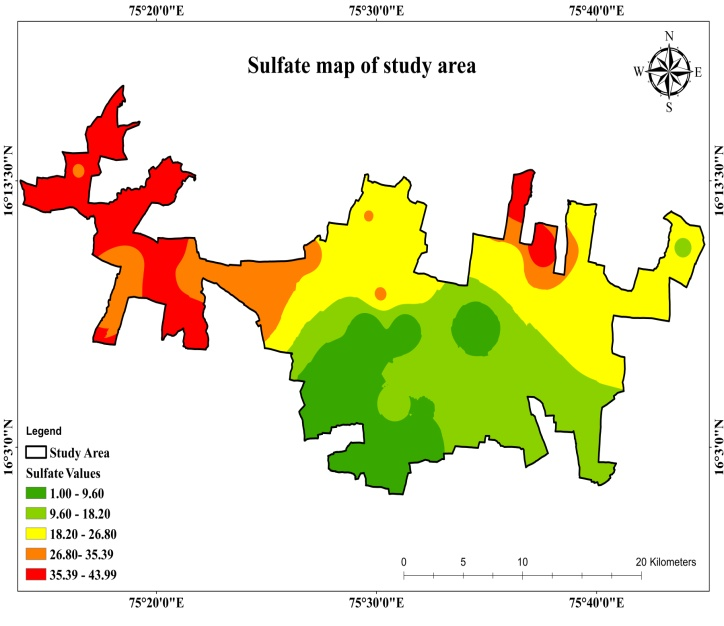 75°20'0"E 75°30'0"E 75°40'0"E
Sulfate map of study area
N
W E
S
16°13'30"N 16°13'30"N
16°3'0"N 16°3'0"N
Legend
Study Area
Sulfate Values
1.00 - 9.60
9.60 - 18.20
18.20 - 26.80
26.80- 35.39
35.39 - 43.99
0 5 10 20 Kilometers
75°20'0"E 75°30'0"E 75°40'0"E